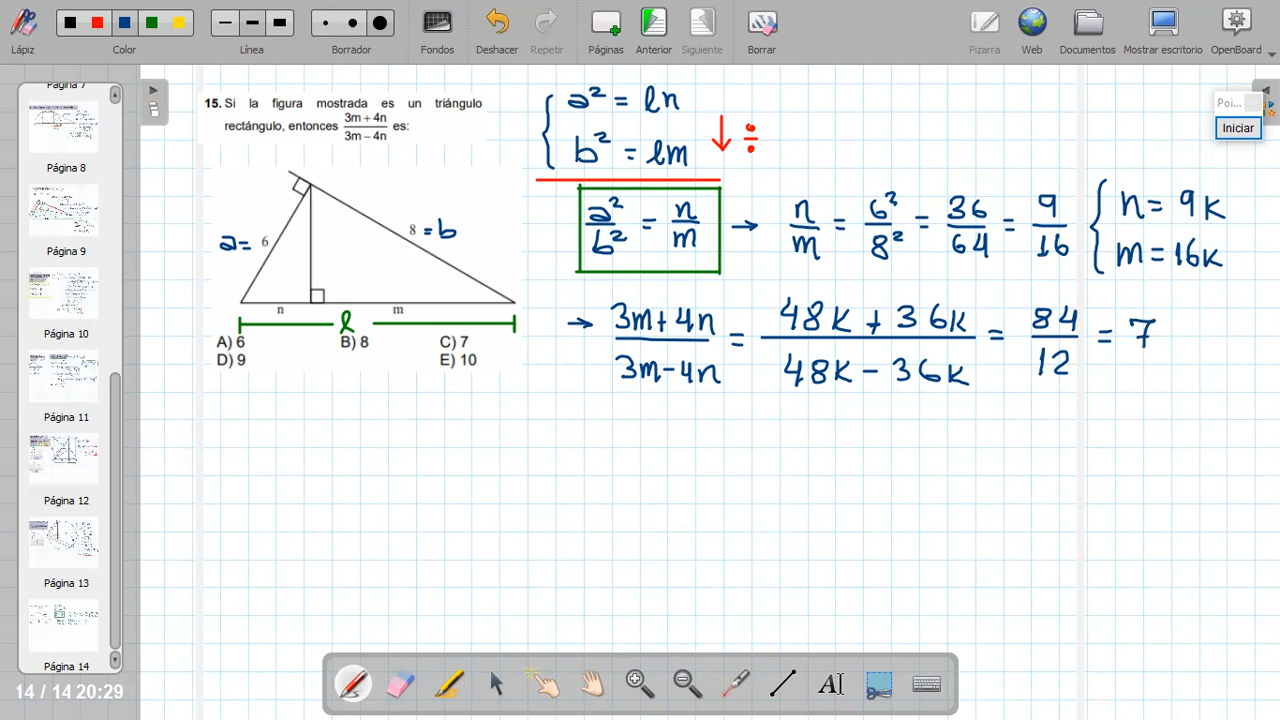 Lápiz
Color
Línea
Borrador
Fondos
Deshacer
Repetir
Páginas
Anterior
Siguiente
Borrar
Pizarra
Web
Documentos
Mostrar escritorio
OpenBoard
Página 7
Página 8
Página 9
Página 10
Página 11
Página 12
Página 13
Página 14
14 / 14 20:29
Poi...
Iniciar
15. Si la figura mostrada es un triángulo
rectángulo, entonces (3m + 4n)/(3m – 4n) es:
a= 6
8 = b
n
m
ℓ
A) 6 B) 8 C) 7
D) 9 E) 10
a² = ℓn
b² = ℓm ↓ ÷
a²/b² = n/m → n/m = 6²/8² = 36/64 = 9/16 { n = 9k
m = 16k
→ (3m+4n)/(3m-4n) = (48k + 36k)/(48k - 36k) = 84/12 = 7
A